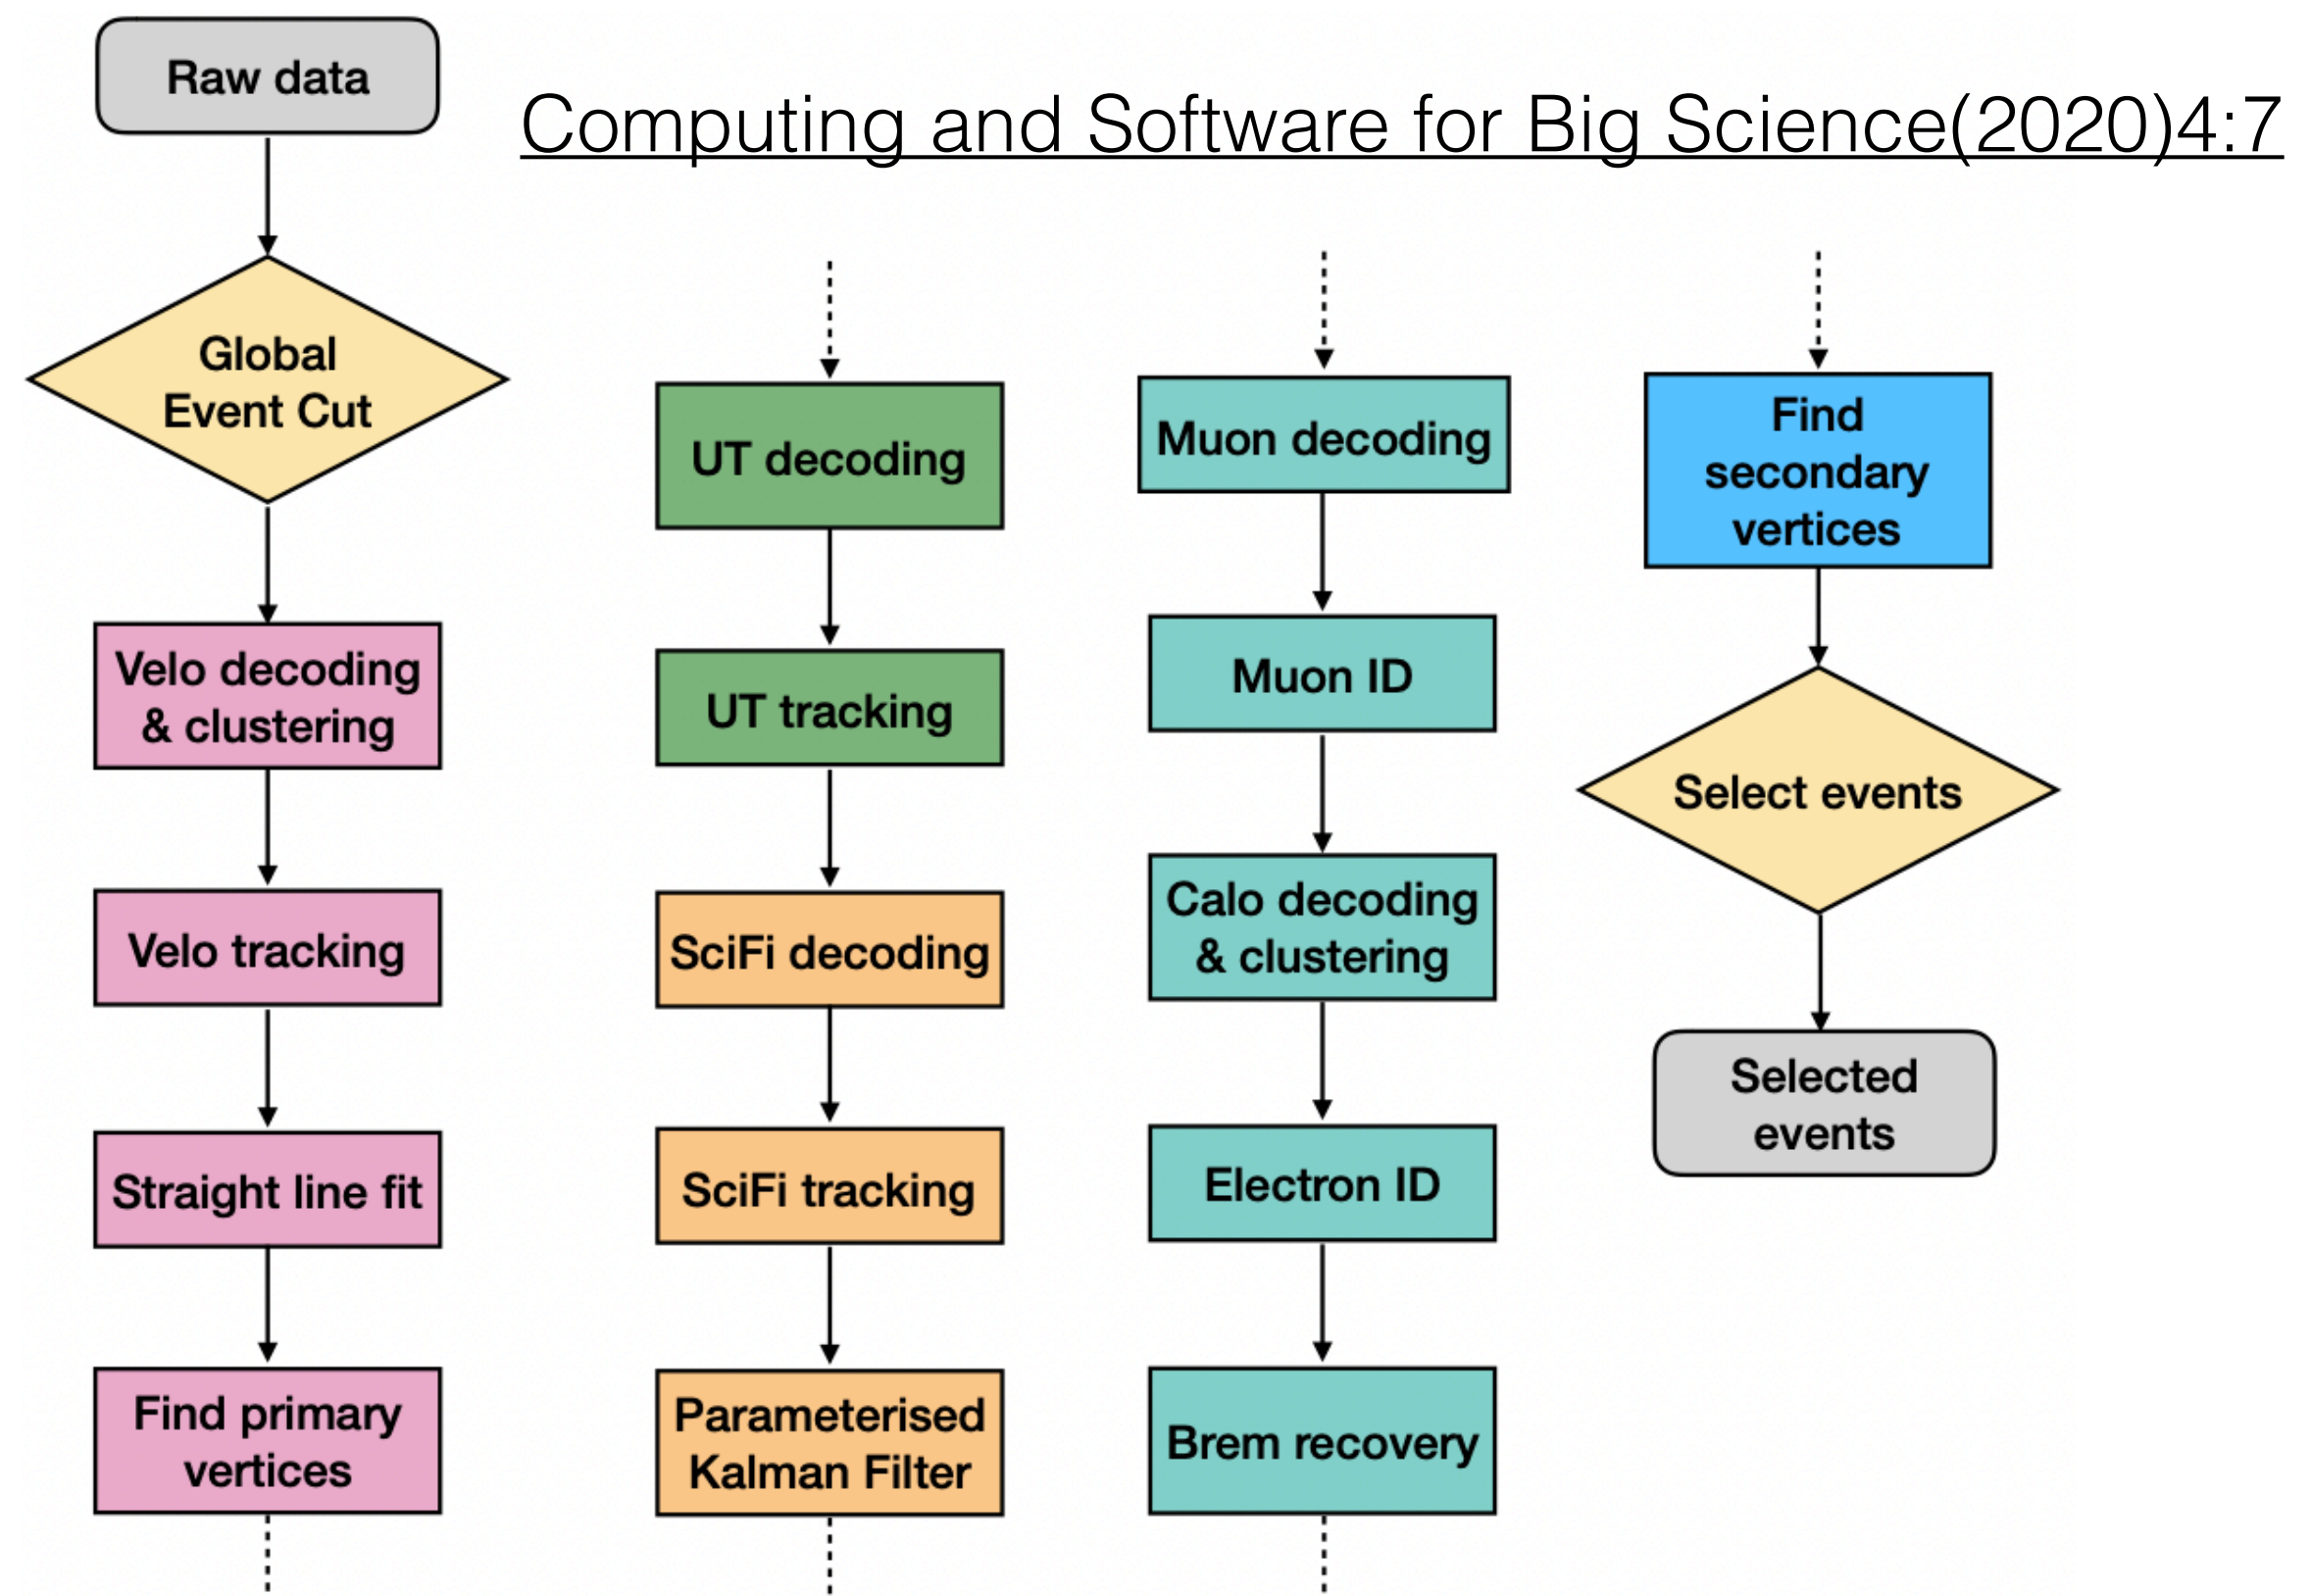 Raw data
Computing and Software for Big Science(2020)4:7
Global
Event Cut
Velo decoding
& clustering
Velo tracking
Straight line fit
Find primary
vertices
UT decoding
UT tracking
SciFi decoding
SciFi tracking
Parameterised
Kalman Filter
Muon decoding
Muon ID
Calo decoding
& clustering
Electron ID
Brem recovery
Find
secondary
vertices
Select events
Selected
events